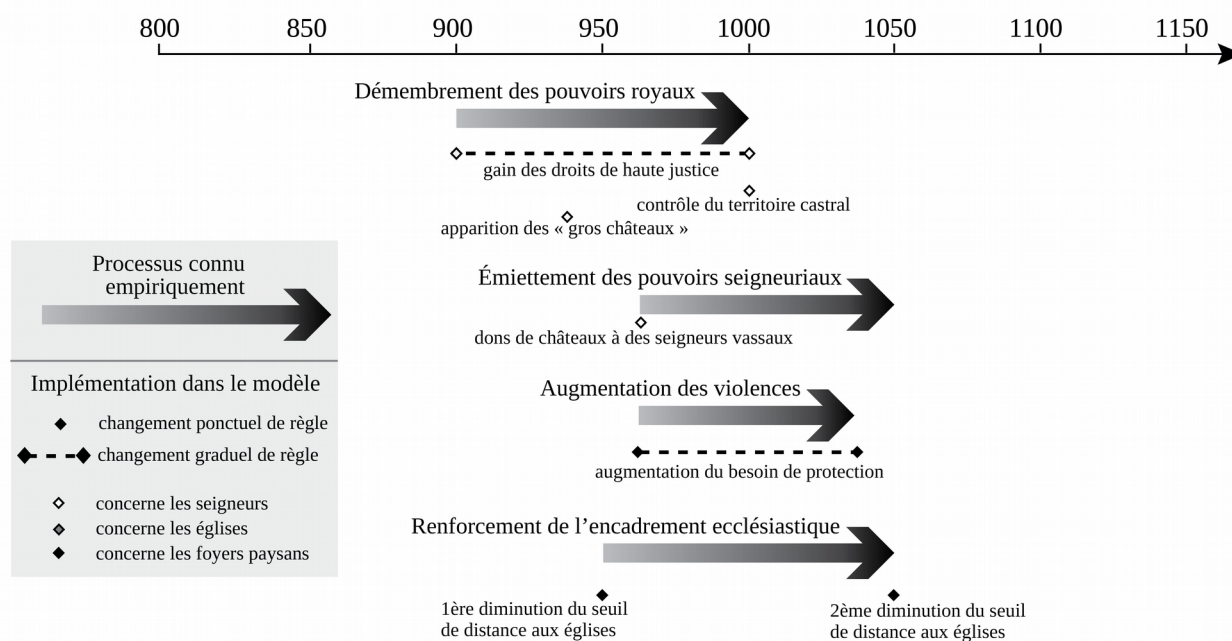 800 850 900 950 1000 1050 1100 1150
Démembrement des pouvoirs royaux
gain des droits de haute justice
contrôle du territoire castral
apparition des « gros châteaux »
Processus connu
empiriquement
Implémentation dans le modèle
changement ponctuel de règle
changement graduel de règle
concerne les seigneurs
concerne les églises
concerne les foyers paysans
Émiettement des pouvoirs seigneuriaux
dons de châteaux à des seigneurs vassaux
Augmentation des violences
augmentation du besoin de protection
Renforcement de l’encadrement ecclésiastique
1ère diminution du seuil
de distance aux églises
2ème diminution du seuil
de distance aux églises